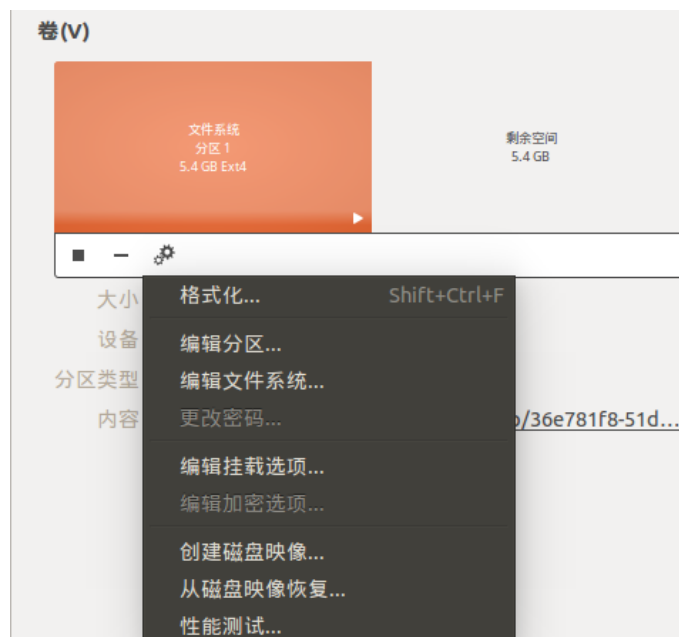 卷(V)
文件系统
分区 1
5.4 GB Ext4
剩余空间
5.4 GB
大小
设备
分区类型
内容
格式化... Shift+Ctrl+F
编辑分区...
编辑文件系统...
更改密码...
编辑挂载选项...
编辑加密选项...
创建磁盘映像...
从磁盘映像恢复...
性能测试...
/36e781f8-51d...